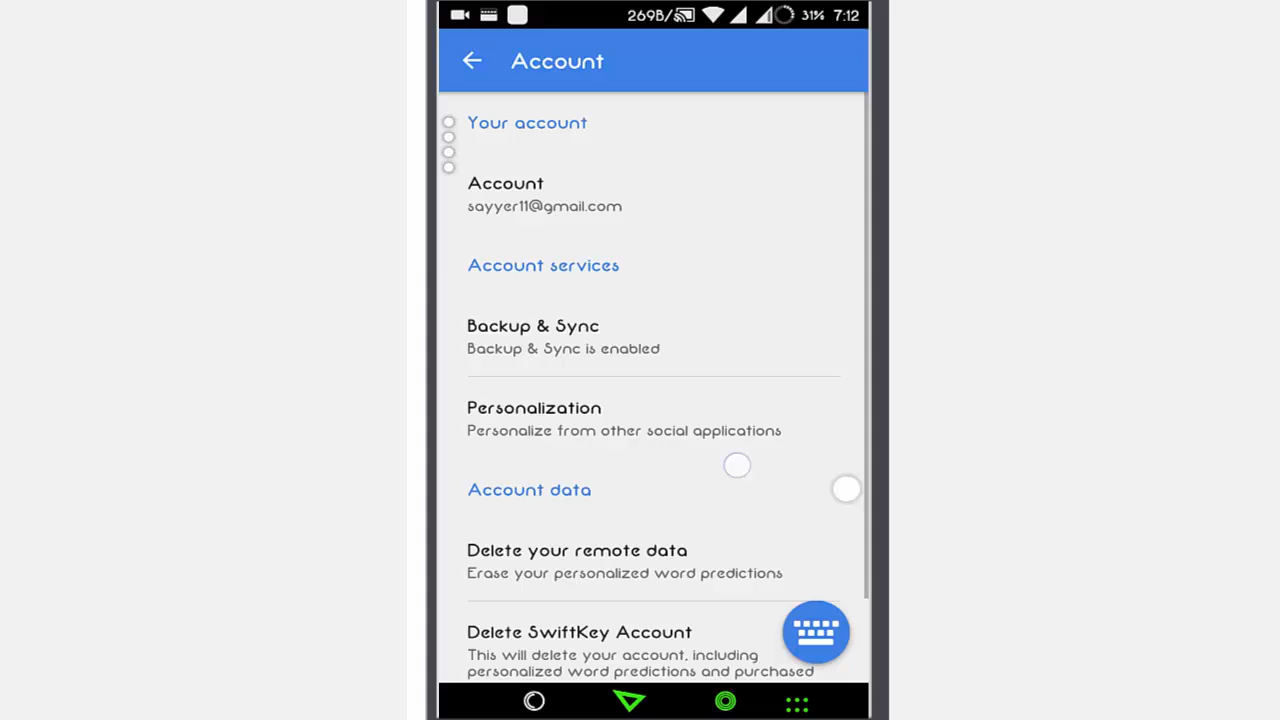 269B/ 31% 7:12
Account
Your account
Account
sayyer11@gmail.com
Account services
Backup & Sync
Backup & Sync is enabled
Personalization
Personalize from other social applications
Account data
Delete your remote data
Erase your personalized word predictions
Delete SwiftKey Account
This will delete your account, including
personalized word predictions and purchased